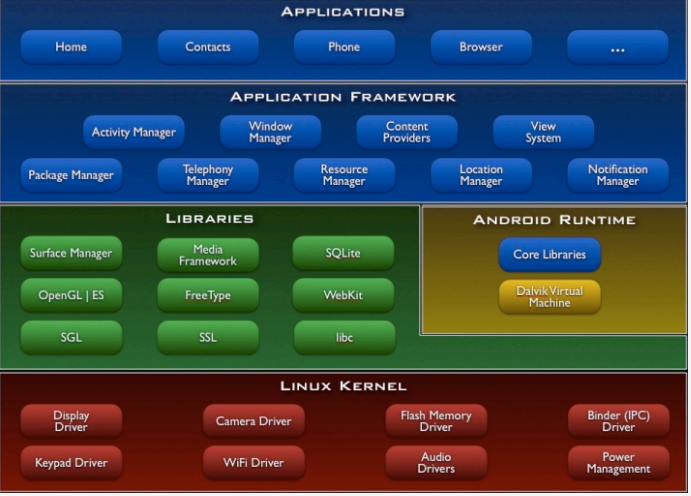 APPLICATIONS
Home
Contacts
Phone
Browser
...
APPLICATION FRAMEWORK
Activity Manager
Window
Manager
Content
Providers
View
System
Package Manager
Telephony
Manager
Resource
Manager
Location
Manager
Notification
Manager
LIBRARIES
Surface Manager
Media
Framework
SQLite
OpenGL | ES
FreeType
WebKit
SGL
SSL
libc
ANDROID RUNTIME
Core Libraries
Dalvik Virtual
Machine
LINUX KERNEL
Display
Driver
Camera Driver
Flash Memory
Driver
Binder (IPC)
Driver
Keypad Driver
WiFi Driver
Audio
Drivers
Power
Management